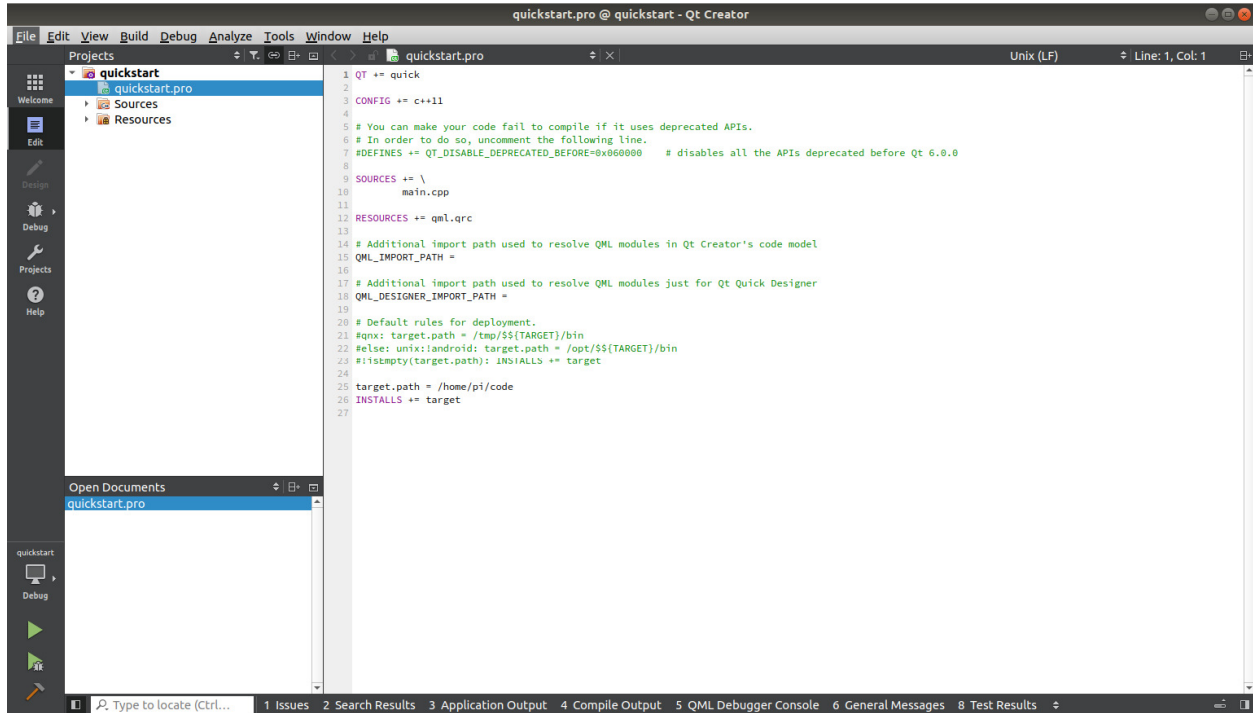 quickstart.pro @ quickstart - Qt Creator
File Edit View Build Debug Analyze Tools Window Help
Projects
quickstart.pro
Unix (LF)
Line: 1, Col: 1
Welcome
Edit
Design
Debug
Projects
Help
quickstart
quickstart.pro
Sources
Resources
1 QT += quick
2
3 CONFIG += c++11
4
5 # You can make your code fail to compile if it uses deprecated APIs.
6 # In order to do so, uncomment the following line.
7 #DEFINES += QT_DISABLE_DEPRECATED_BEFORE=0x060000    # disables all the APIs deprecated before Qt 6.0.0
8
9 SOURCES += \
10         main.cpp
11
12 RESOURCES += qml.qrc
13
14 # Additional import path used to resolve QML modules in Qt Creator's code model
15 QML_IMPORT_PATH =
16
17 # Additional import path used to resolve QML modules just for Qt Quick Designer
18 QML_DESIGNER_IMPORT_PATH =
19
20 # Default rules for deployment.
21 #qnx: target.path = /tmp/$${TARGET}/bin
22 #else: unix:!android: target.path = /opt/$${TARGET}/bin
23 #!isEmpty(target.path): INSTALLS += target
24
25 target.path = /home/pi/code
26 INSTALLS += target
27
Open Documents
quickstart.pro
quickstart
Debug
Type to locate (Ctrl...
1 Issues 2 Search Results 3 Application Output 4 Compile Output 5 QML Debugger Console 6 General Messages 8 Test Results